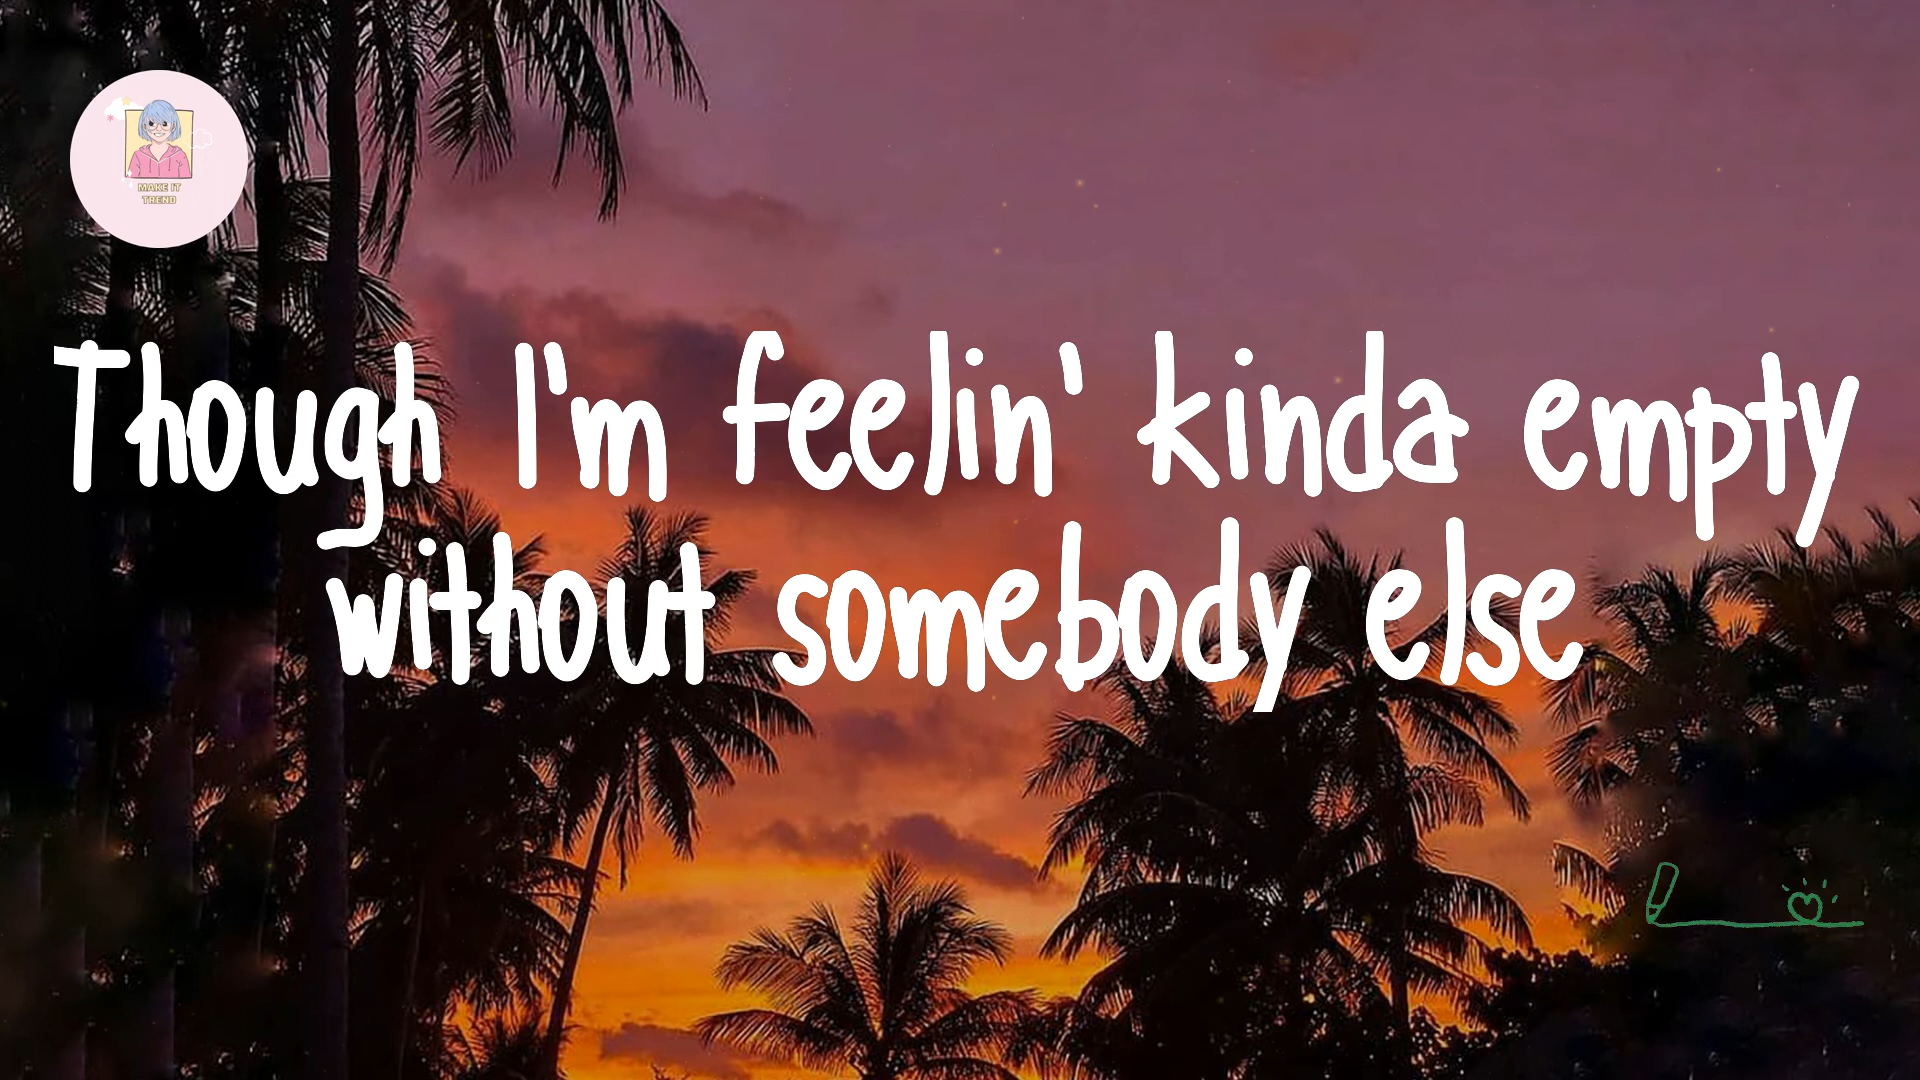 MAKE IT
TREND
Though I'm feelin' kinda empty
without somebody else